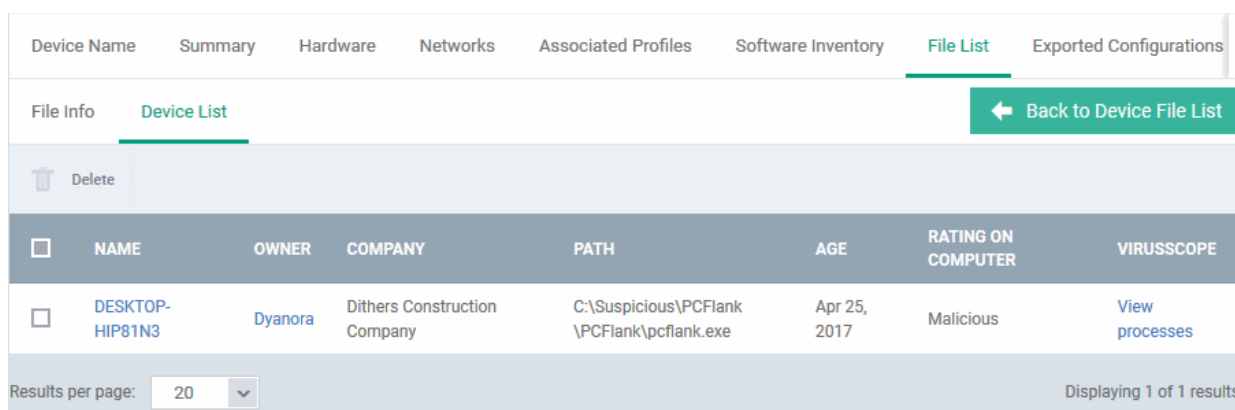 Device Name Summary Hardware Networks Associated Profiles Software Inventory File List Exported Configurations
File Info Device List Back to Device File List
Delete
NAME OWNER COMPANY PATH AGE RATING ON COMPUTER VIRUSSCOPE
DESKTOP-
HIP81N3
Dyanora
Dithers Construction
Company
C:\Suspicious\PCFlank
\PCFlank\pcflank.exe
Apr 25,
2017
Malicious
View
processes
Results per page: 20 Displaying 1 of 1 results